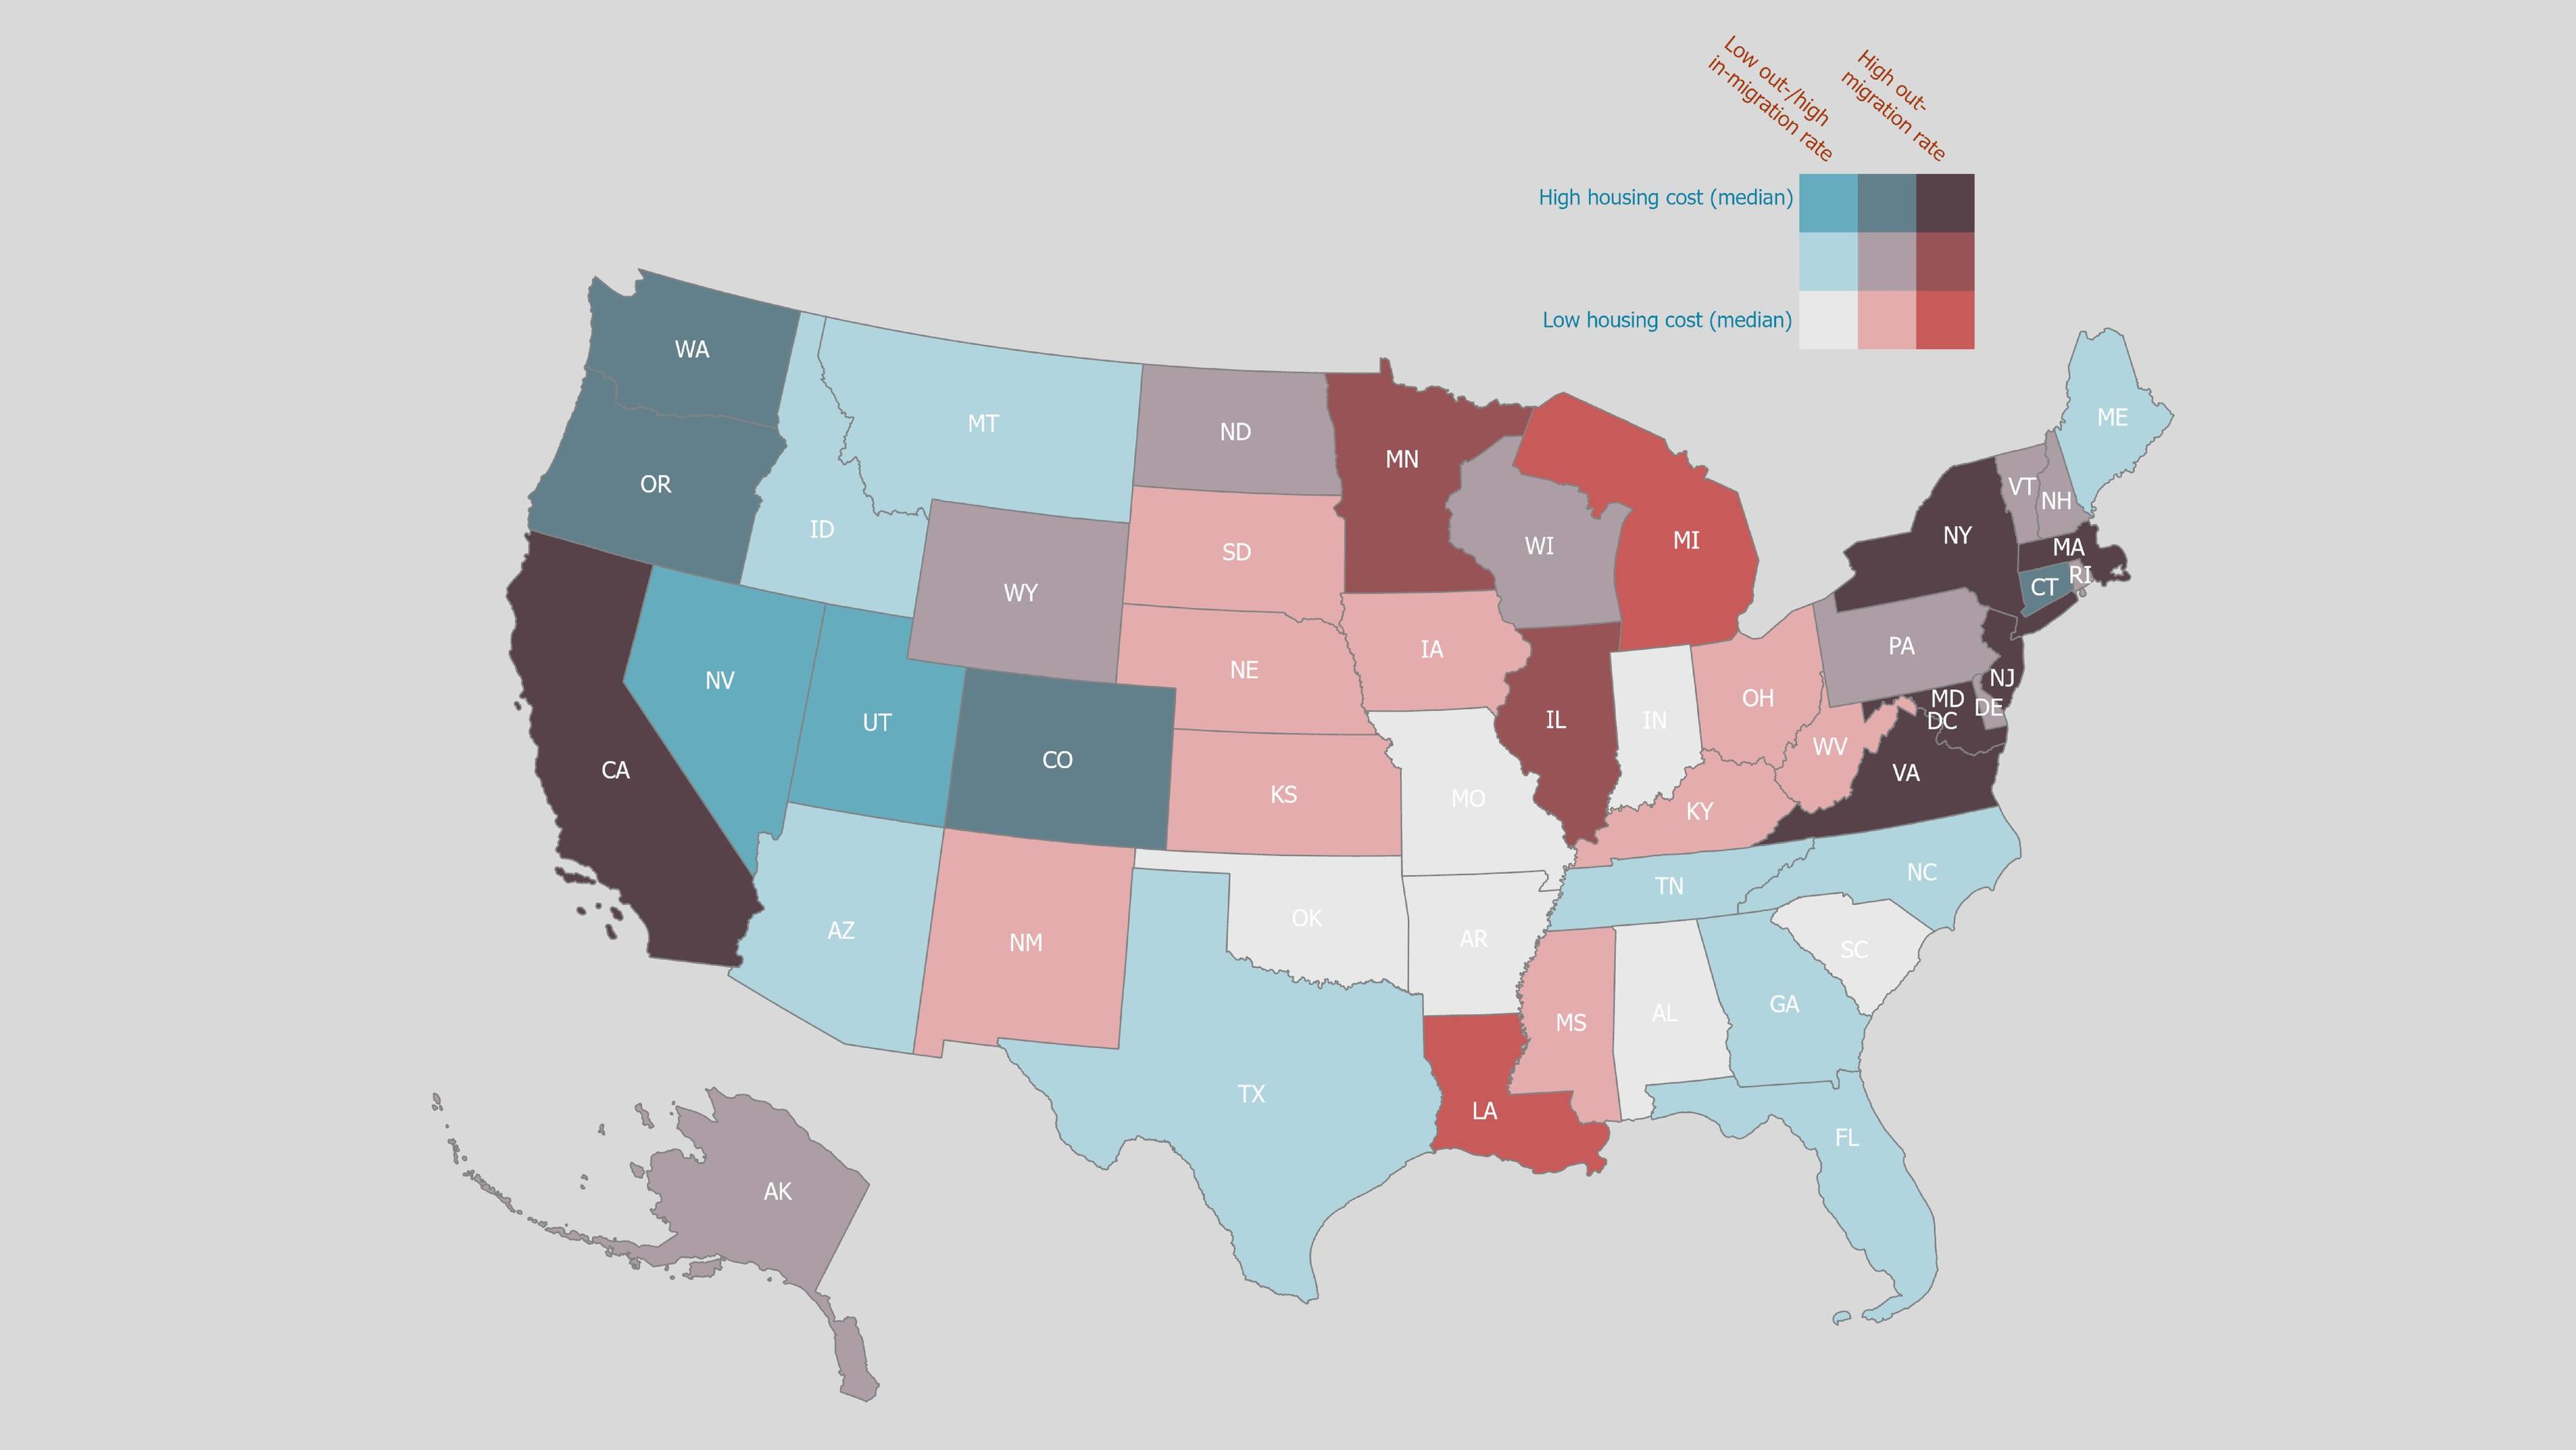 Low out-/high
in-migration rate
High out-
migration rate
High housing cost (median)
Low housing cost (median)
WA
OR
CA
NV
ID
MT
WY
UT
CO
AZ
NM
ND
SD
NE
KS
OK
TX
MN
IA
MO
AR
LA
WI
IL
MI
IN
OH
KY
TN
MS
AL
GA
FL
SC
NC
VA
WV
PA
NY
VT
NH
ME
MA
RI
CT
NJ
DE
MD
DC
AK